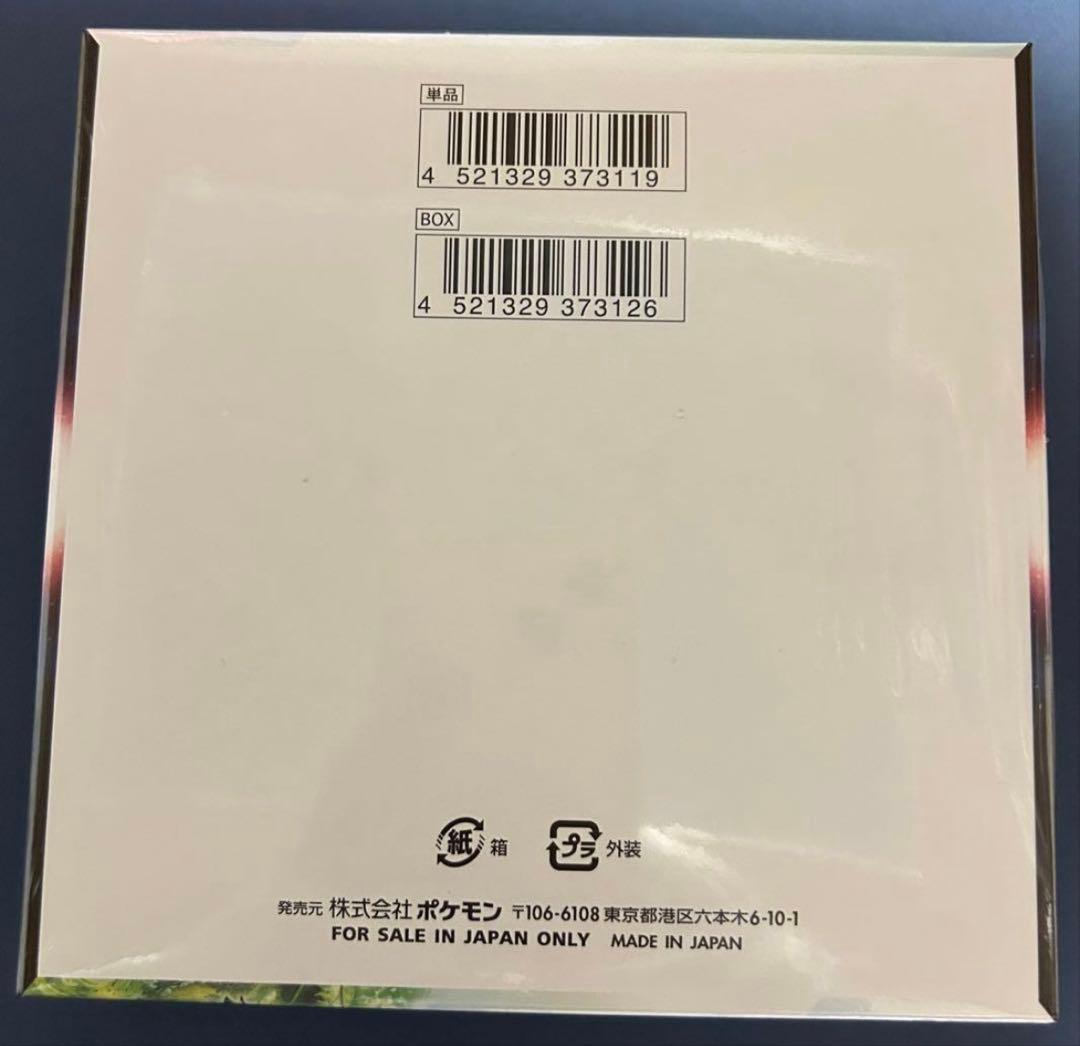 単品
4 521329 373119
BOX
4 521329 373126
紙 箱 プラ 外装
発売元 株式会社 ポケモン 〒106-6108 東京都港区六本木6-10-1
FOR SALE IN JAPAN ONLY MADE IN JAPAN